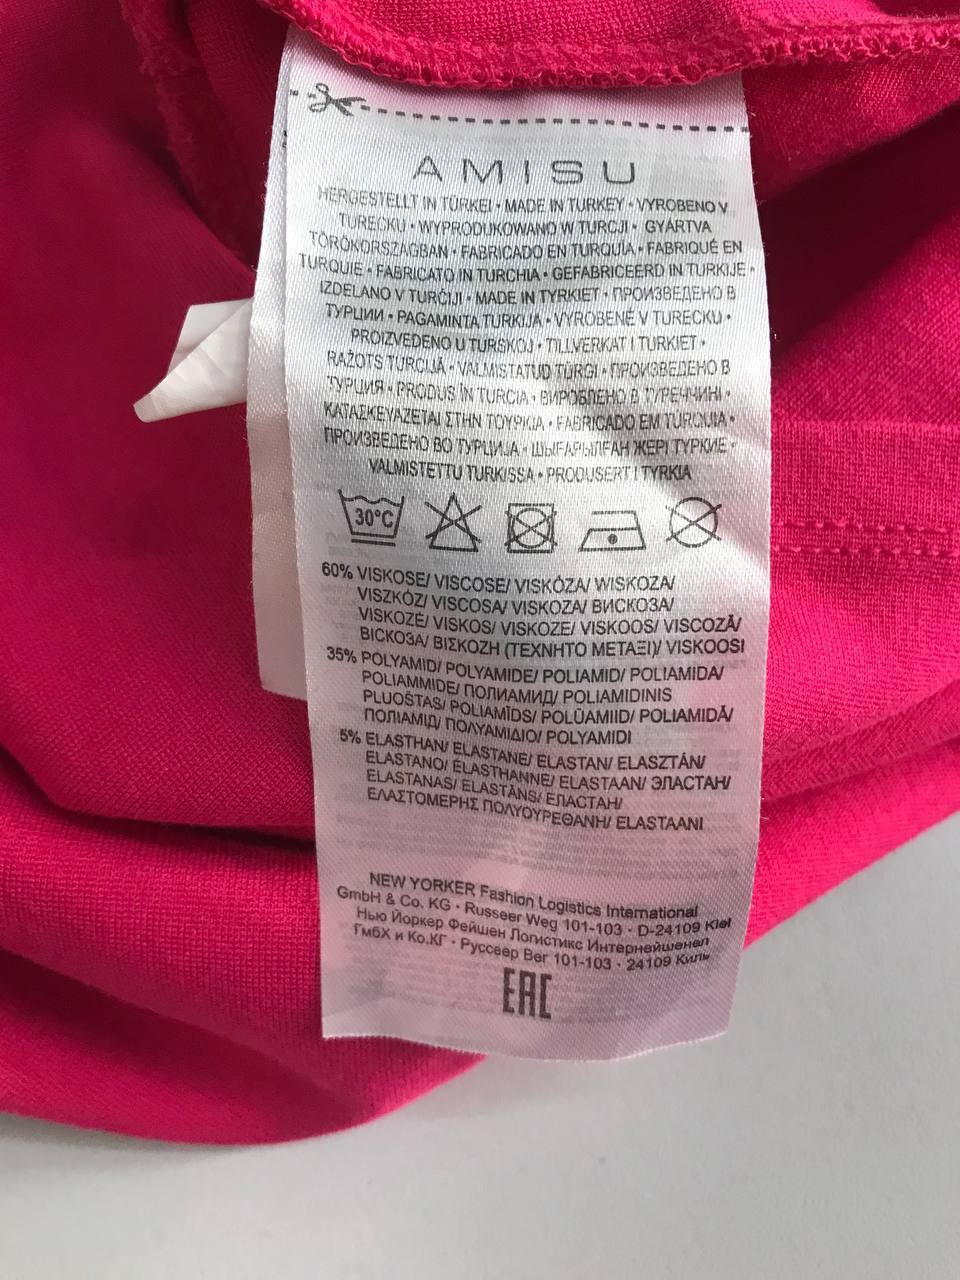 AMISU
HERGESTELLT IN TÜRKEI • MADE IN TURKEY • VYROBENO V
TURECKU • WYPRODUKOWANO W TURCJI • GYÁRTVA
TÖRÖKORSZÁGBAN • FABRICADO EN TURQUÍA • FABRIQUÉ EN
TURQUIE • FABRICATO IN TURCHIA • GEFABRICEERD IN TURKIJE •
IZDELANO V TURČIJI • MADE IN TYRKIET • ПРОИЗВЕДЕНО В
ТУРЦИИ • PAGAMINTA TURKIJA • VYROBENÉ V TURECKU •
PROIZVEDENO U TURSKOJ • TILLVERKAT I TURKIET •
RAŽOTS TURCIJĀ • VALMISTATUD TÜRGI • ПРОИЗВЕДЕНО В
ТУРЦИЯ • PRODUS ÎN TURCIA • ВИРОБЛЕНО В ТУРЕЧЧИНІ •
ΚΑΤΑΣΚΕΥΑΖΕΤΑΙ ΣΤΗΝ ΤΟΥΡΚΙΑ • FABRICADO EM TURQUIA •
ПРОИЗВЕДЕНО ВО ТУРЦИЈА • ШЫҒАРЫЛҒАН ЖЕРІ ТУРКИЕ •
VALMISTETTU TURKISSA • PRODUSERT I TYRKIA
30°C
60% VISKOSE/ VISCOSE/ VISKÓZA/ WISKOZA/
VISZKÓZ/ VISCOSA/ VISKOZA/ ВИСКОЗА/
VISKOZÉ/ VISKOS/ VISKOZE/ VISKOOS/ VISCOZĂ/
ВІСКОЗА/ ΒΙΣΚΟΖΗ (ΤΕΧΝΗΤΟ ΜΕΤΑΞΙ)/ VISKOOSI
35% POLYAMID/ POLYAMIDE/ POLIAMID/ POLIAMIDA/
POLIAMMIDE/ ПОЛИАМИД/ POLIAMIDINIS
PLUOŠTAS/ POLIAMĪDS/ POLÜAMIID/ POLIAMIDĂ/
ПОЛІАМІД/ ΠΟΛΥΑΜΙΔΙΟ/ POLYAMIDI
5% ELASTHAN/ ELASTANE/ ELASTAN/ ELASZTÁN/
ELASTANO/ ÉLASTHANNE/ ELASTAAN/ ЭЛАСТАН/
ELASTANAS/ ELASTĀNS/ ЕЛАСТАН/
ΕΛΑΣΤΟΜΕΡΗΣ ΠΟΛΥΟΥΡΕΘΑΝΗ/ ELASTAANI
NEW YORKER Fashion Logistics International
GmbH & Co. KG • Russeer Weg 101-103 • D-24109 Kiel
Нью Йоркер Фейшен Логистикс Интернейшенел
ГмбХ и Ко.КГ • Руссеер Вег 101-103 • 24109 Киль
EAC